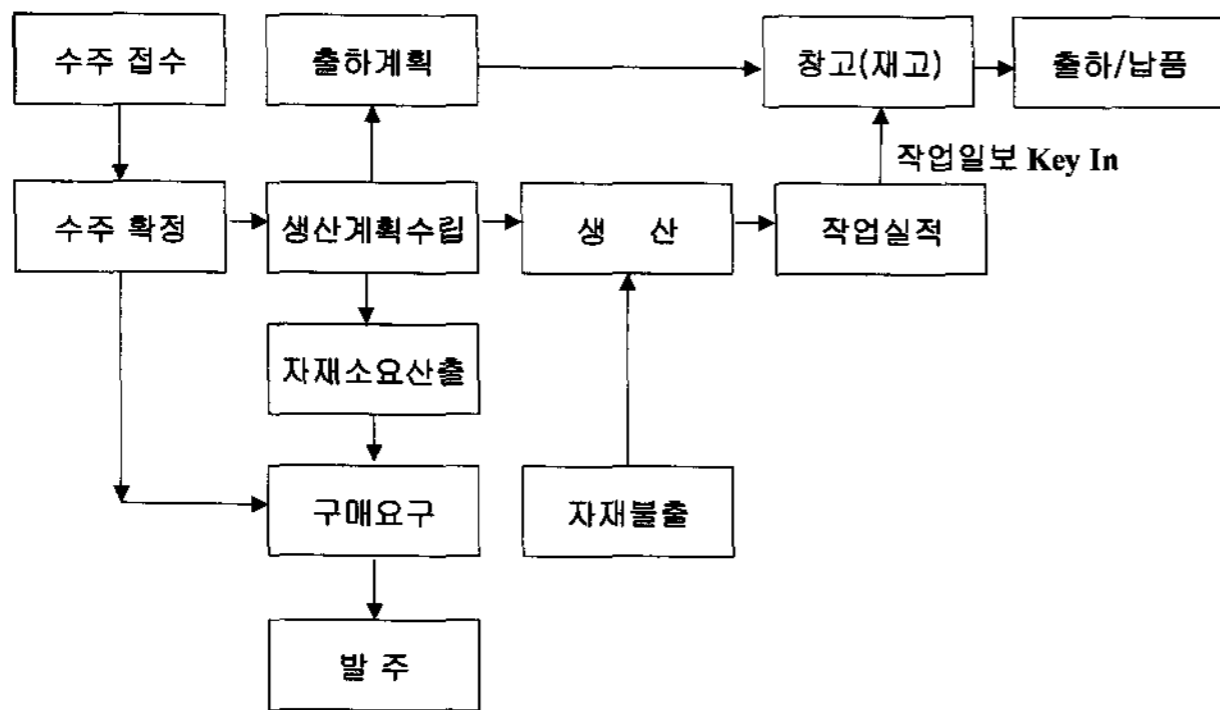 수주 접수
출하계획
창고(재고)
출하/납품
작업일보 Key In
수주 확정
생산계획수립
생 산
작업실적
자재소요산출
구매요구
자재불출
발 주